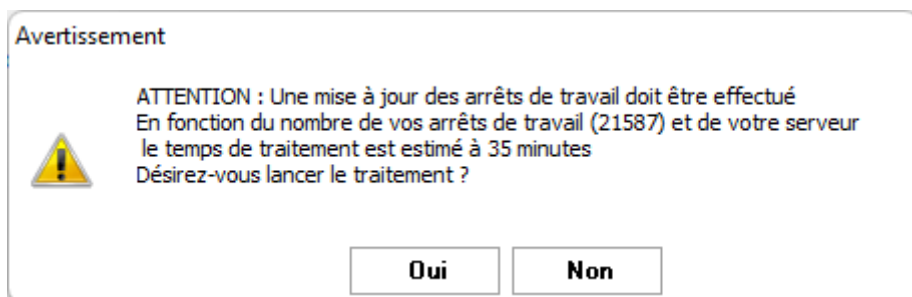 Avertissement
ATTENTION : Une mise à jour des arrêts de travail doit être effectué
En fonction du nombre de vos arrêts de travail (21587) et de votre serveur
le temps de traitement est estimé à 35 minutes
Désirez-vous lancer le traitement ?
Oui Non